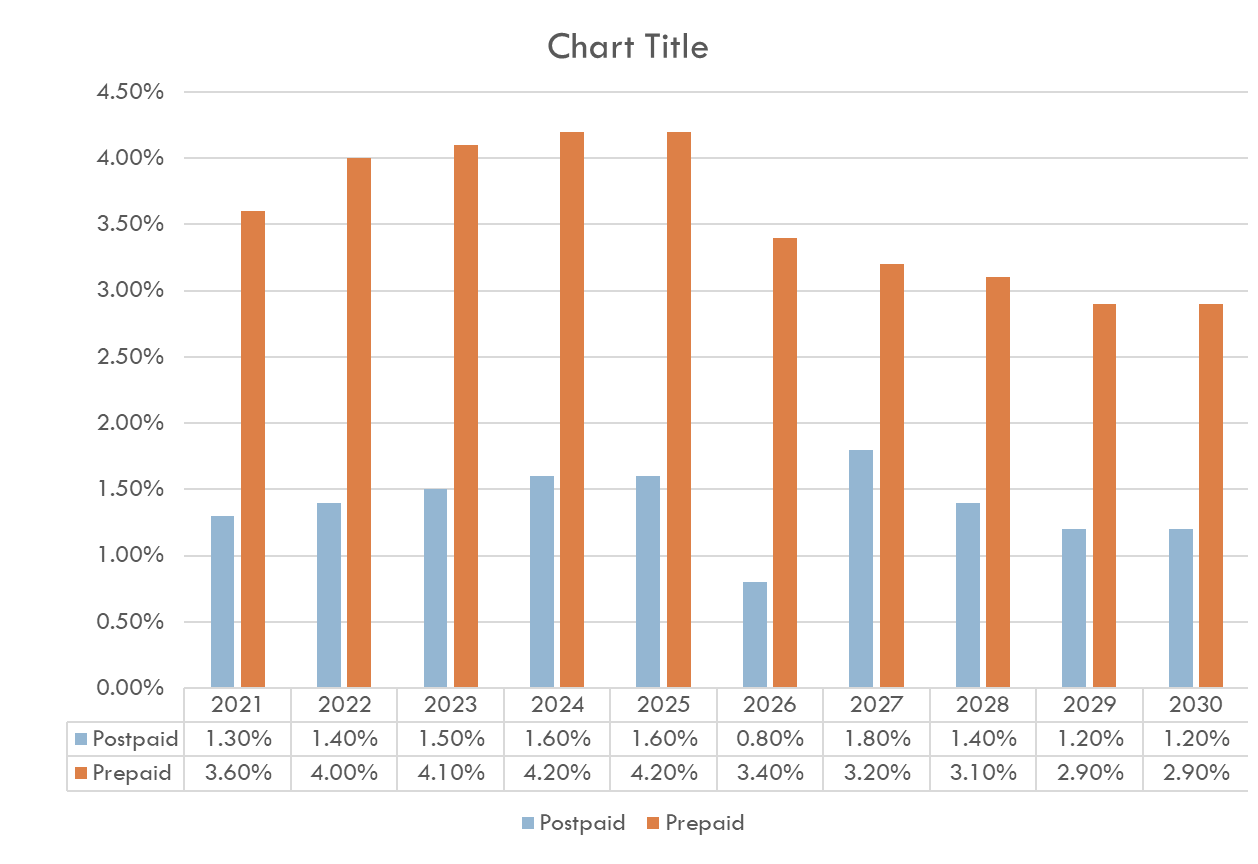 Chart Title
4.50%
4.00%
3.50%
3.00%
2.50%
2.00%
1.50%
1.00%
0.50%
0.00%
2021 2022 2023 2024 2025 2026 2027 2028 2029 2030
Postpaid 1.30% 1.40% 1.50% 1.60% 1.60% 0.80% 1.80% 1.40% 1.20% 1.20%
Prepaid 3.60% 4.00% 4.10% 4.20% 4.20% 3.40% 3.20% 3.10% 2.90% 2.90%
Postpaid Prepaid